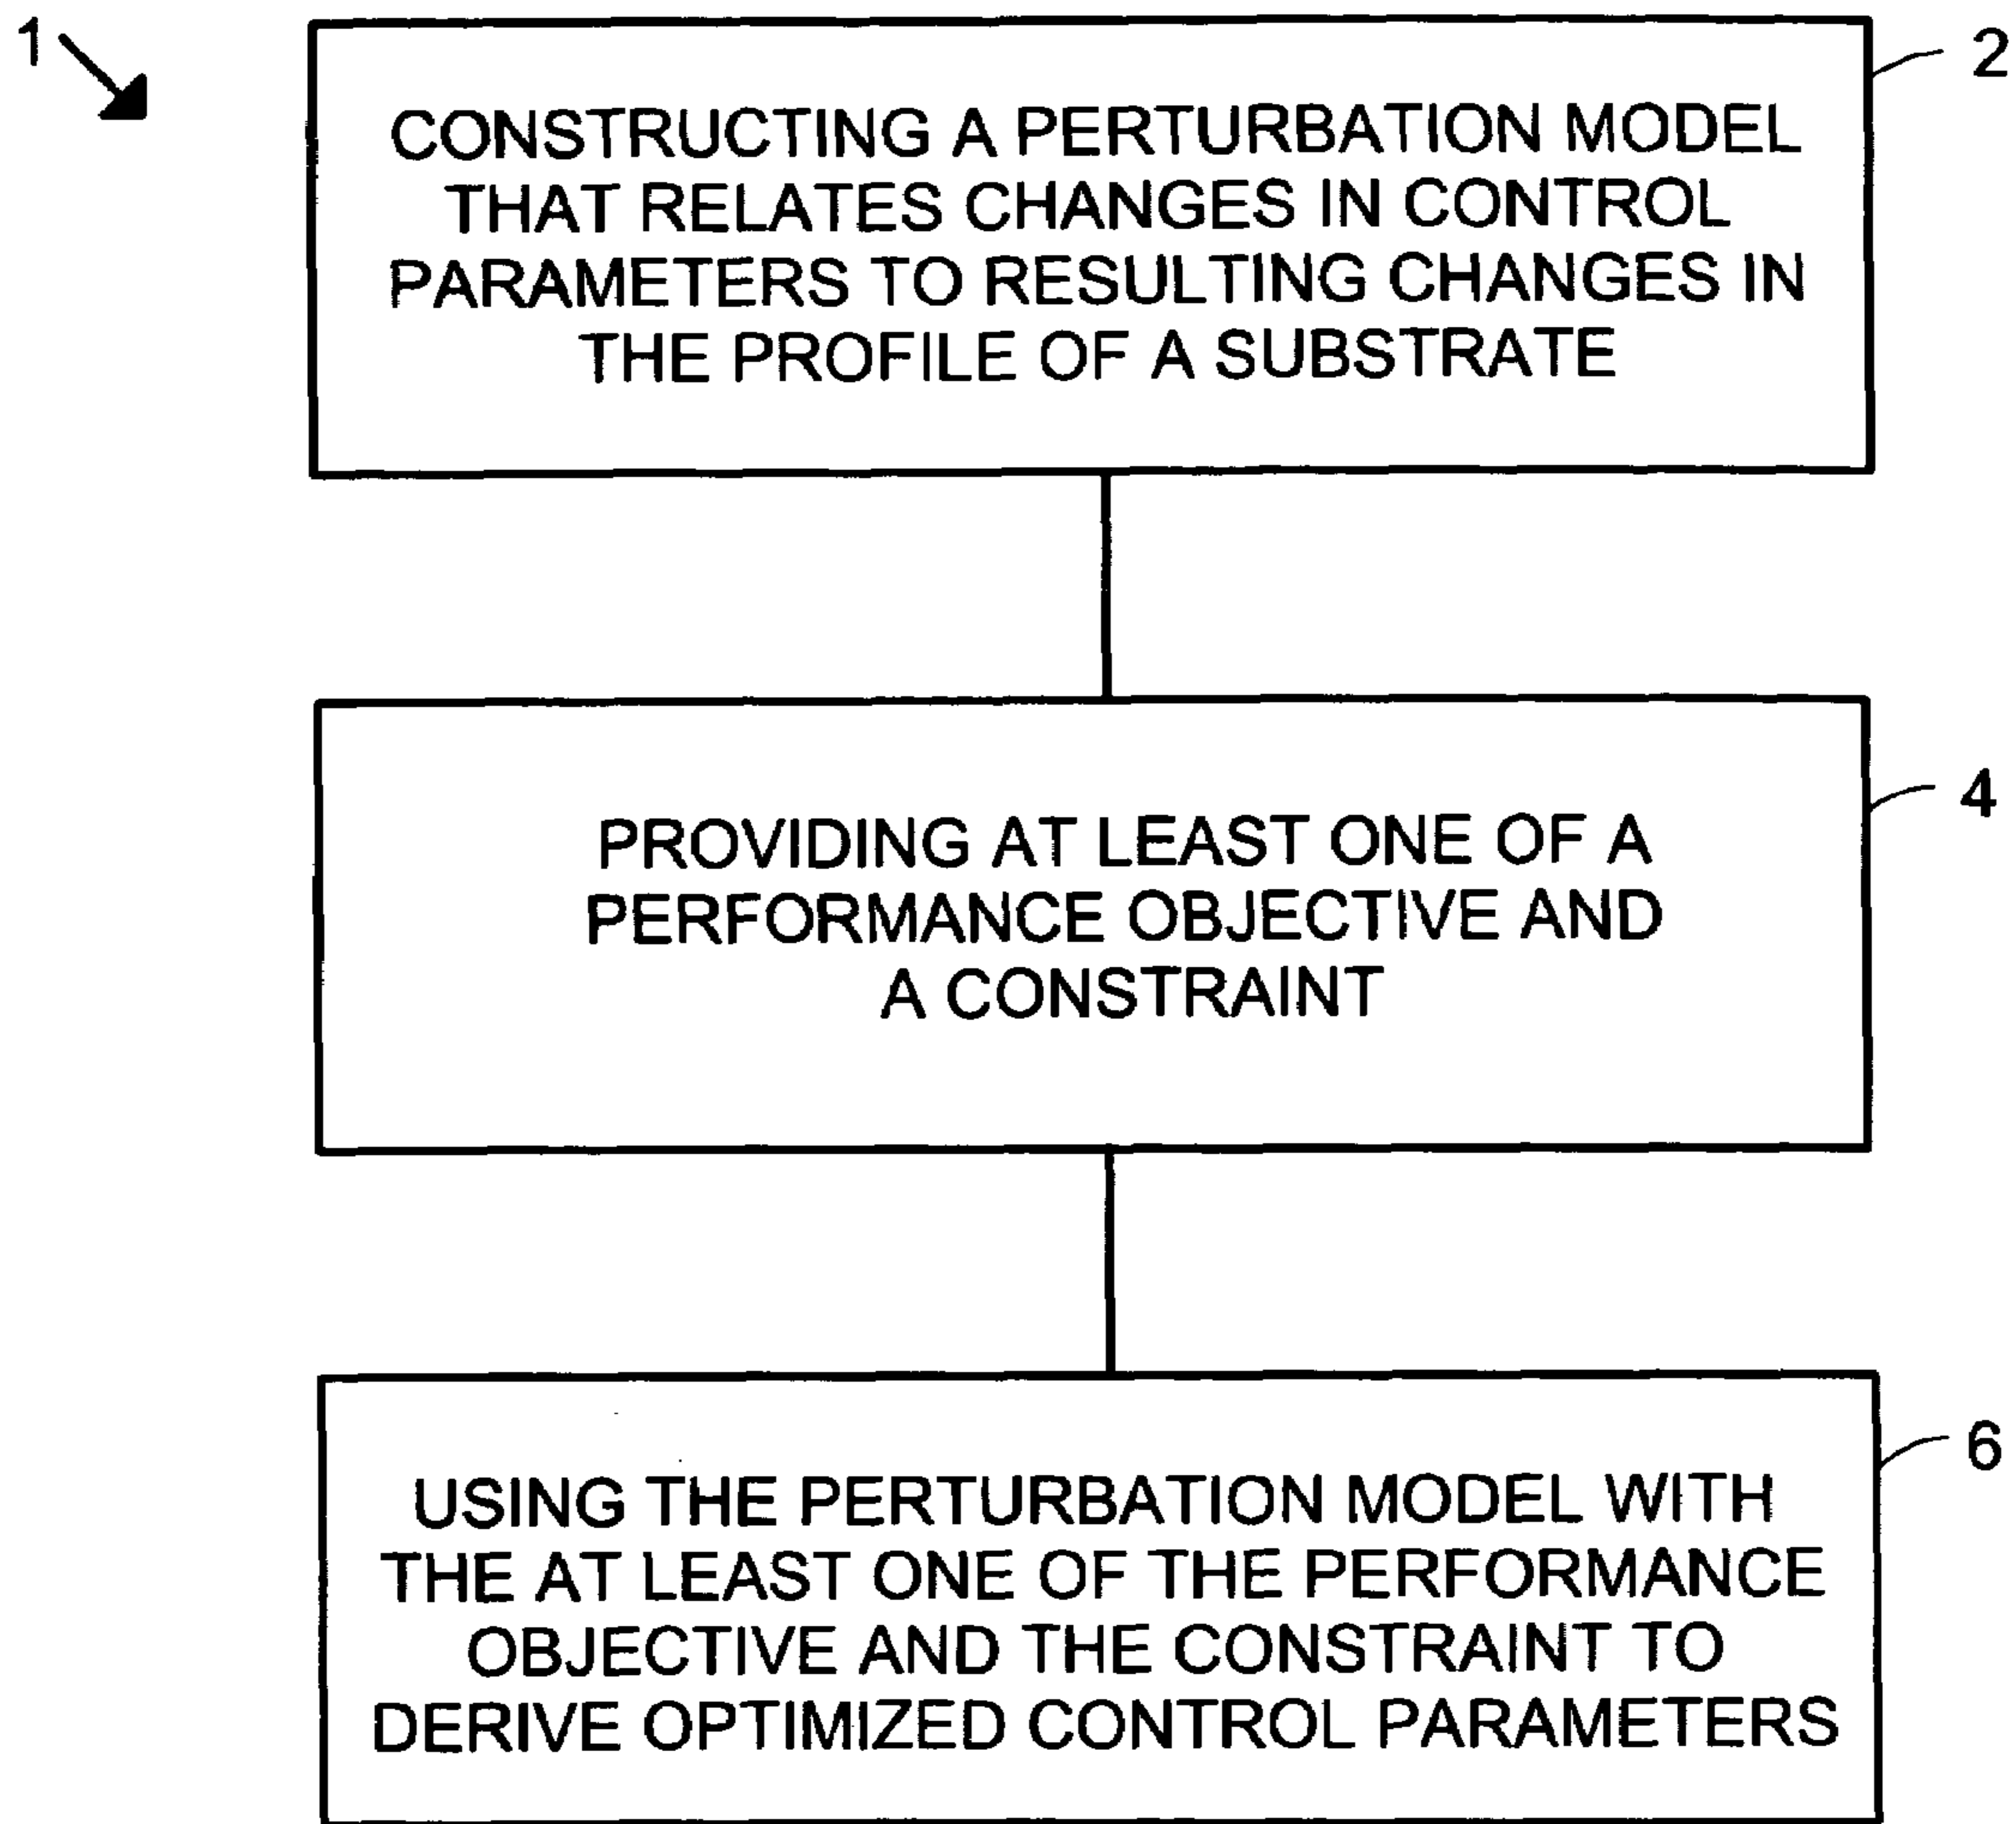 1
2
CONSTRUCTING A PERTURBATION MODEL
THAT RELATES CHANGES IN CONTROL
PARAMETERS TO RESULTING CHANGES IN
THE PROFILE OF A SUBSTRATE
4
PROVIDING AT LEAST ONE OF A
PERFORMANCE OBJECTIVE AND
A CONSTRAINT
6
USING THE PERTURBATION MODEL WITH
THE AT LEAST ONE OF THE PERFORMANCE
OBJECTIVE AND THE CONSTRAINT TO
DERIVE OPTIMIZED CONTROL PARAMETERS